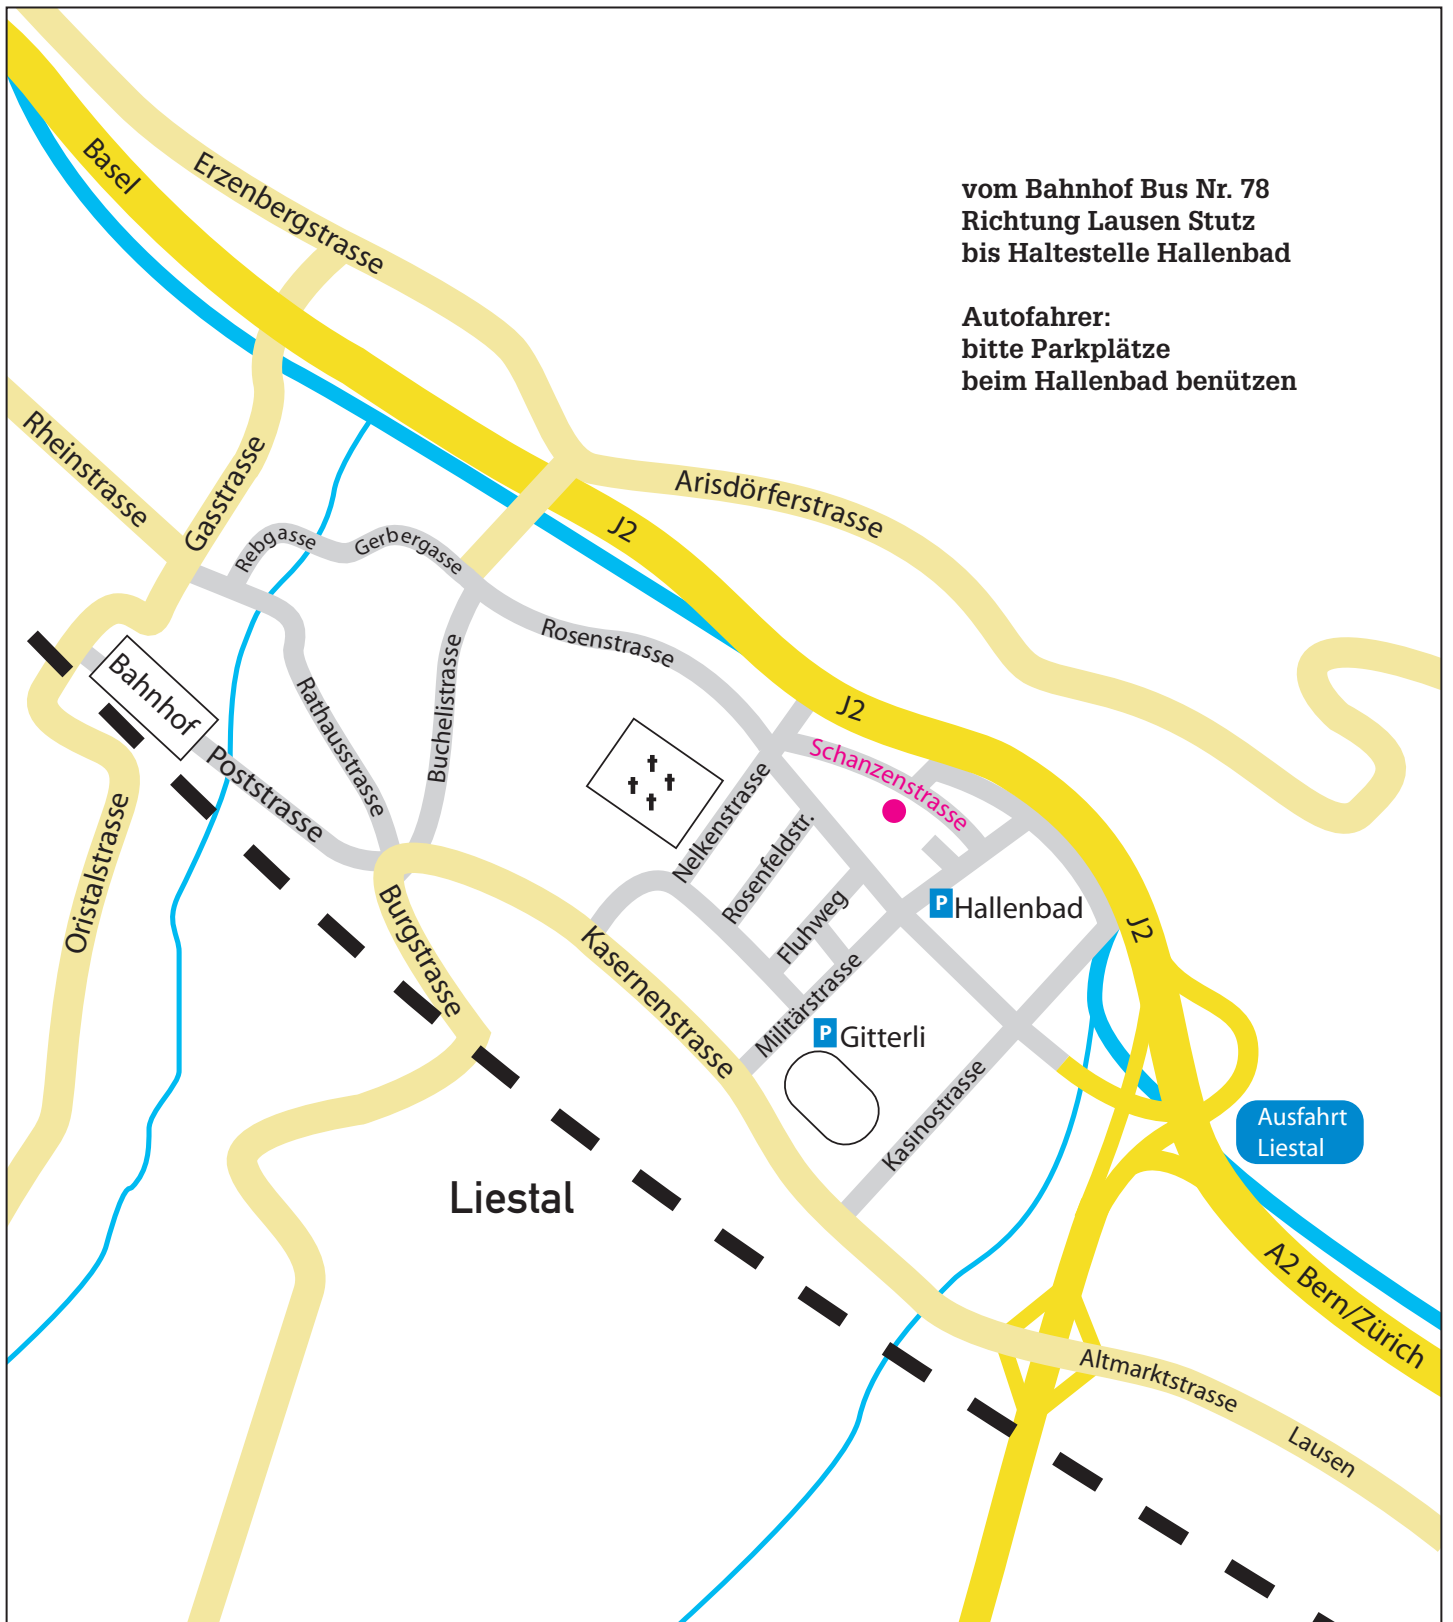 Basel
Erzenbergstrasse
vom Bahnhof Bus Nr. 78
Richtung Lausen Stutz
bis Haltestelle Hallenbad
Autofahrer:
bitte Parkplätze
beim Hallenbad benützen
Rheinstrasse
Gasstrasse
Arisdörferstrasse
J2
Rebgasse
Gerbergasse
Rosenstrasse
Bahnhof
Rathausstrasse
Buchelistrasse
J2
Schanzenstrasse
Poststrasse
Nelkenstrasse
Rosenfeldstr.
Oristalstrasse
Burgstrasse
Fluhweg
P Hallenbad
J2
Kasernenstrasse
Militärstrasse
P Gitterli
Kasinostrasse
Ausfahrt
Liestal
Liestal
A2 Bern/Zürich
Altmarktstrasse
Lausen